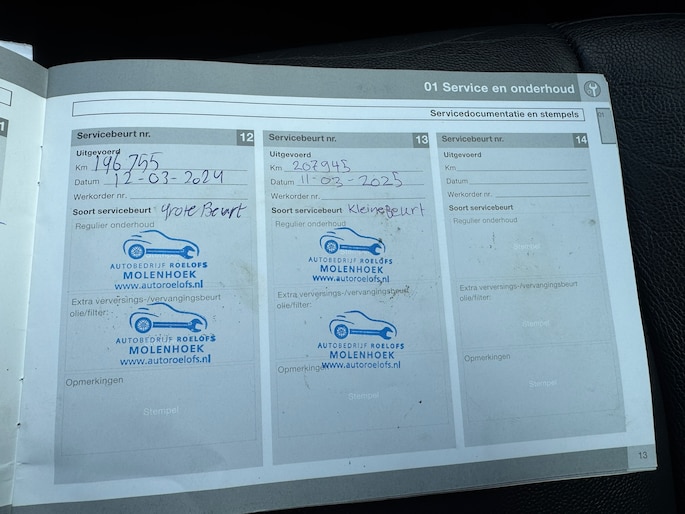 01 Service en onderhoud
01
Servicedocumentatie en stempels
1
Servicebeurt nr. 12
Uitgevoerd
Km 196 755
Datum 12-03-2024
Werkorder nr.
Soort servicebeurt Grote Beurt
Regulier onderhoud
AUTOBEDRIJF ROELOFS
MOLENHOEK
www.autoroelofs.nl
Extra verversings-/vervangingsbeurt
olie/filter:
AUTOBEDRIJF ROELOFS
MOLENHOEK
www.autoroelofs.nl
Opmerkingen
Stempel
Servicebeurt nr. 13
Uitgevoerd
Km 207945
Datum 11-03-2025
Werkorder nr.
Soort servicebeurt KleineBeurt
Regulier onderhoud
AUTOBEDRIJF ROELOFS
MOLENHOEK
www.autoroelofs.nl
Extra verversings-/vervangingsbeurt
olie/filter:
AUTOBEDRIJF ROELOFS
MOLENHOEK
www.autoroelofs.nl
Opmerkingen
Stempel
Servicebeurt nr. 14
Uitgevoerd
Km
Datum
Werkorder nr.
Soort servicebeurt
Regulier onderhoud
Stempel
Extra verversings-/vervangingsbeurt
olie/filter:
Stempel
Opmerkingen
Stempel
13